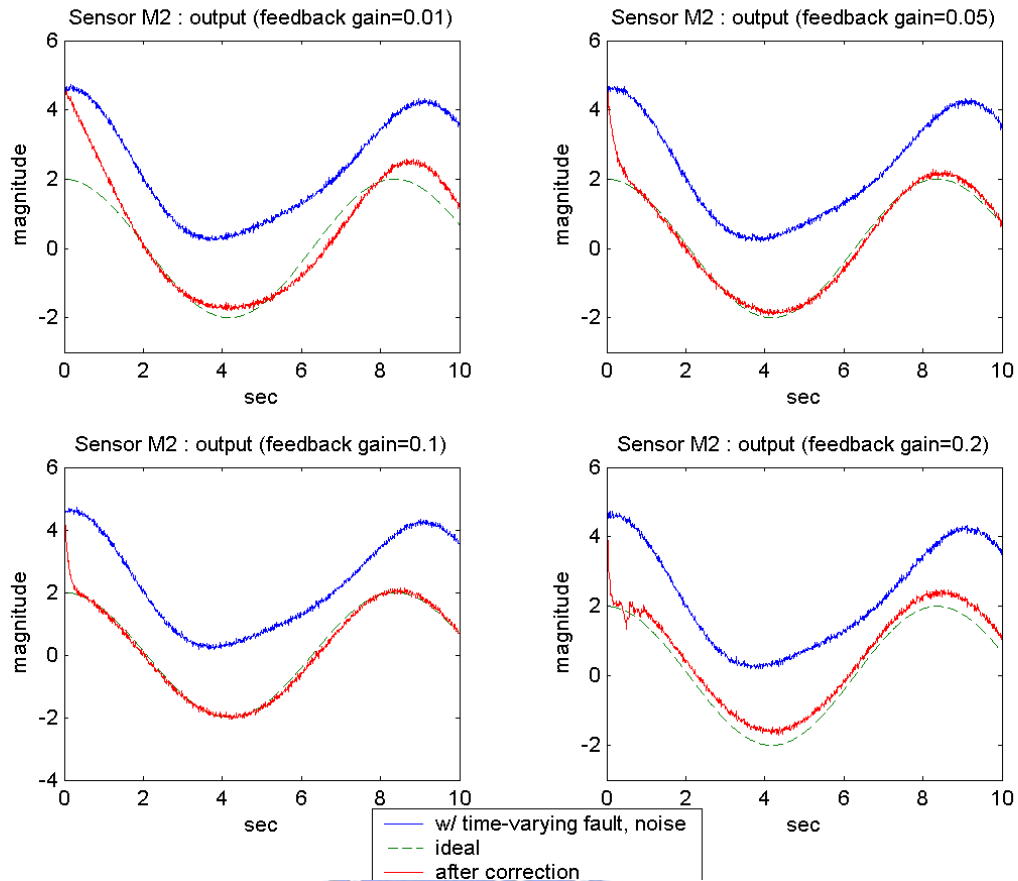 Sensor M2 : output (feedback gain=0.01)
6
4
2
0
-2
magnitude
0 2 4 6 8 10
sec
Sensor M2 : output (feedback gain=0.05)
6
4
2
0
-2
magnitude
0 2 4 6 8 10
sec
Sensor M2 : output (feedback gain=0.1)
6
4
2
0
-2
-4
magnitude
0 2 4 6 8 10
sec
Sensor M2 : output (feedback gain=0.2)
6
4
2
0
-2
magnitude
0 2 4 6 8 10
sec
w/ time-varying fault, noise
ideal
after correction